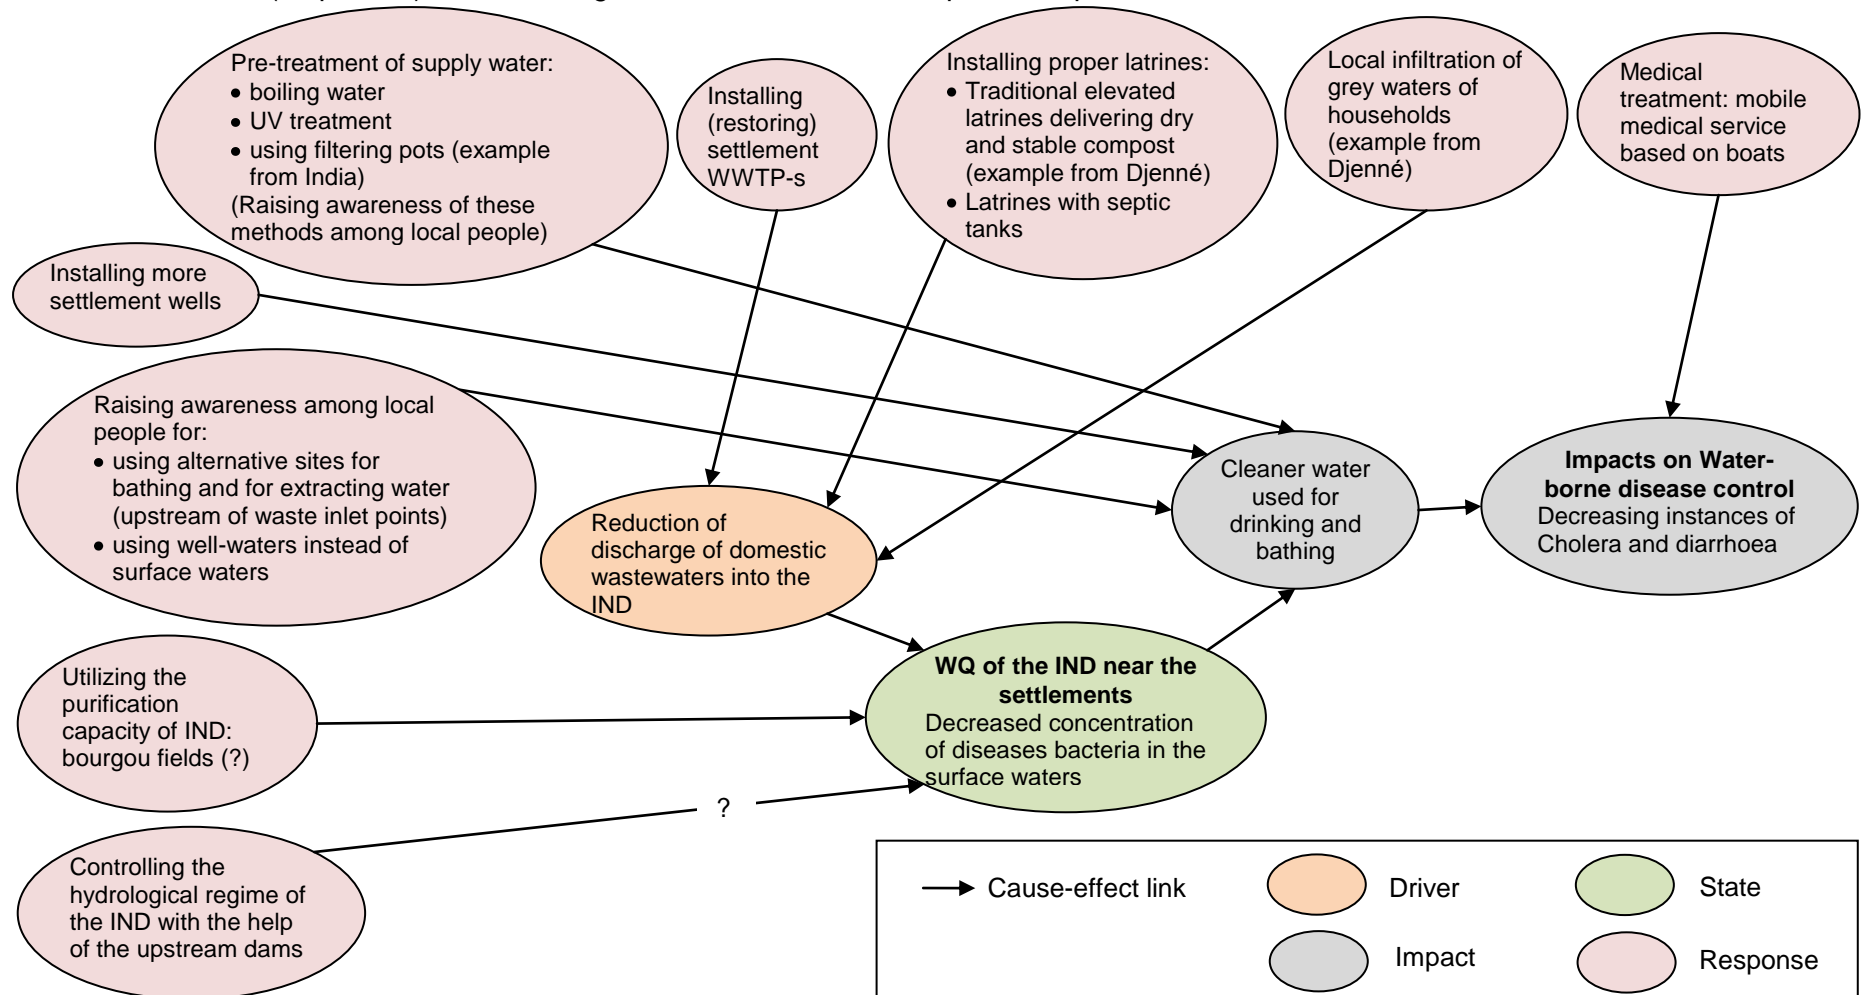 Pre-treatment of supply water:
• boiling water
• UV treatment
• using filtering pots (example
from India)
(Raising awareness of these
methods among local people)
Installing
(restoring)
settlement
WWTP-s
Installing proper latrines:
• Traditional elevated
latrines delivering dry
and stable compost
(example from Djenné)
• Latrines with septic
tanks
Local infiltration of
grey waters of
households
(example from
Djenné)
Medical
treatment: mobile
medical service
based on boats
Installing more
settlement wells
Raising awareness among local
people for:
• using alternative sites for
bathing and for extracting water
(upstream of waste inlet points)
• using well-waters instead of
surface waters
Reduction of
discharge of domestic
wastewaters into the
IND
Cleaner water
used for
drinking and
bathing
Impacts on Water-
borne disease control
Decreasing instances of
Cholera and diarrhoea
Utilizing the
purification
capacity of IND:
bourgou fields (?)
WQ of the IND near the
settlements
Decreased concentration
of diseases bacteria in the
surface waters
?
Controlling the
hydrological regime of
the IND with the help
of the upstream dams
Cause-effect link
Driver
State
Impact
Response